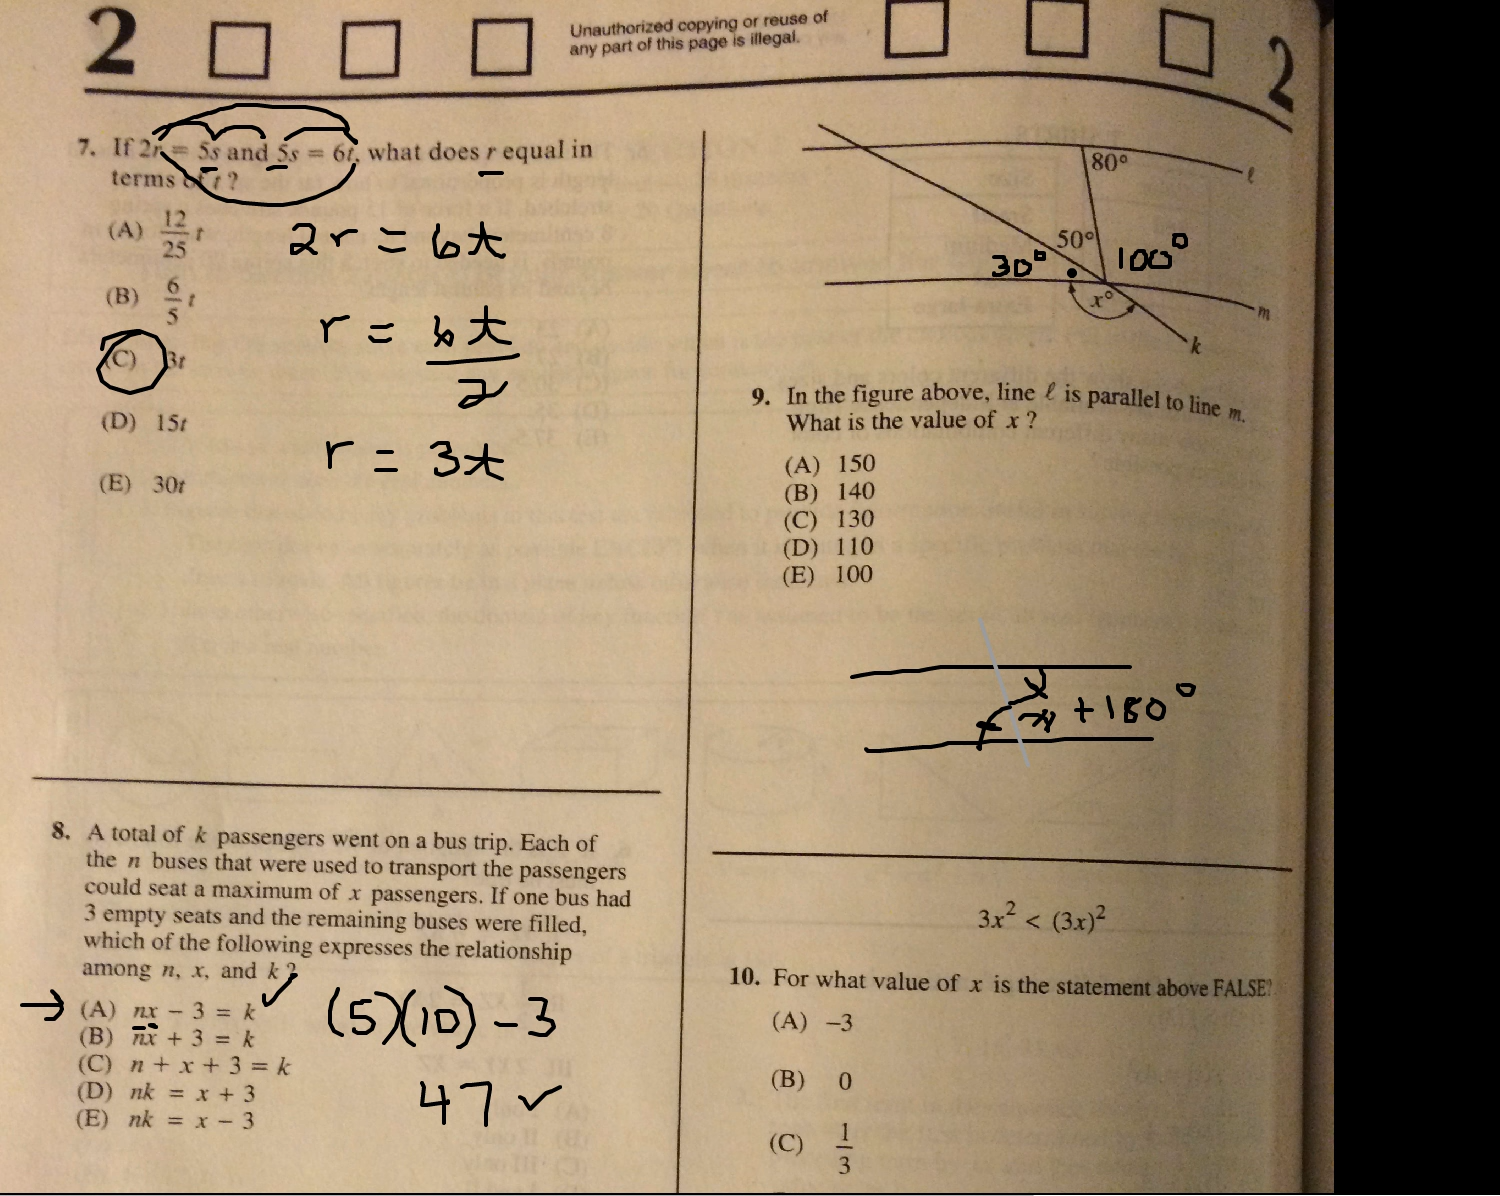 2
Unauthorized copying or reuse of
any part of this page is illegal.
2
7. If 2r = 5s and 5s = 6t, what does r equal in
terms of t ?
(A) 12/25 t
(B) 6/5 t
(C) 3t
(D) 15t
(E) 30t
2r = 6t
r = 6t/2
r = 3t
8. A total of k passengers went on a bus trip. Each of
the n buses that were used to transport the passengers
could seat a maximum of x passengers. If one bus had
3 empty seats and the remaining buses were filled,
which of the following expresses the relationship
among n, x, and k ?
(A) nx − 3 = k
(B) nx + 3 = k
(C) n + x + 3 = k
(D) nk = x + 3
(E) nk = x − 3
(5)(10) - 3
47
80°
ℓ
50°
30°
100°
x°
m
k
9. In the figure above, line ℓ is parallel to line m.
What is the value of x ?
(A) 150
(B) 140
(C) 130
(D) 110
(E) 100
+180°
3x² < (3x)²
10. For what value of x is the statement above FALSE?
(A) −3
(B) 0
(C) 1/3